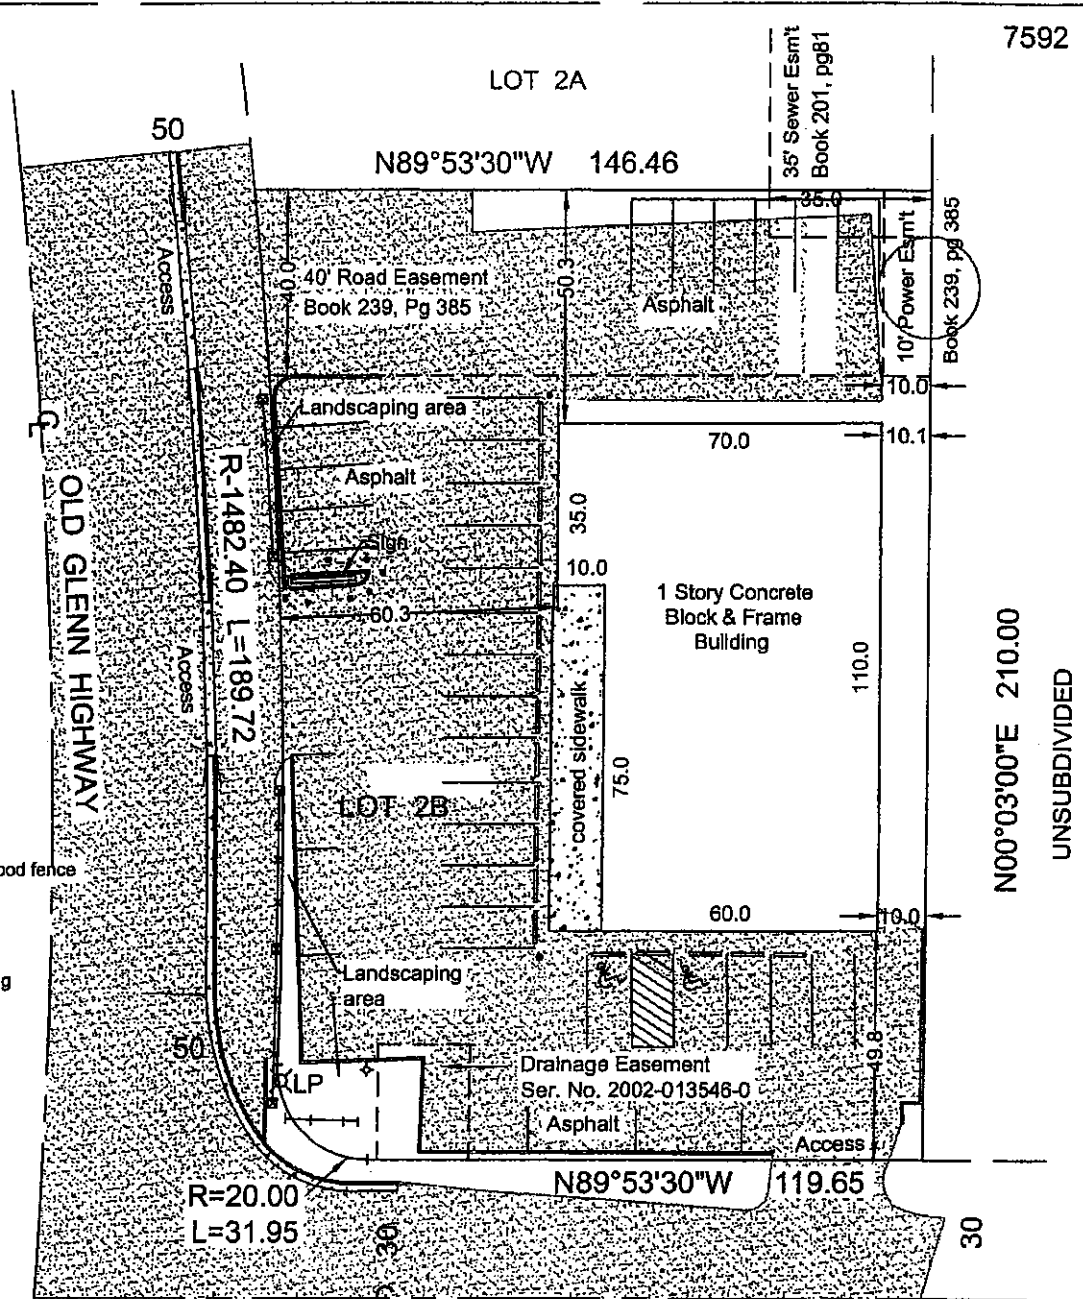 7592
LOT 2A
35' Sewer Esm't
Book 201, pg81
50
N89°53'30"W 146.46
35.0
Access
40.0
40' Road Easement
Book 239, Pg 385
50.3
Asphalt
10' Power Esm't
Book 239, pg 385
10.0
Landscaping area
70.0
10.1
Asphalt
R-1482.40 L=189.72
OLD GLENN HIGHWAY
35.0
Sign
10.0
60.3
1 Story Concrete
Block & Frame
Building
110.0
N00°03'00"E 210.00
UNSUBDIVIDED
Access
covered sidewalk
75.0
LOT 2B
fence
60.0
10.0
Landscaping
area
g
50
LP
49.8
Drainage Easement
Ser. No. 2002-013546-0
Asphalt
Access
N89°53'30"W 119.65
R=20.00
L=31.95
30
30